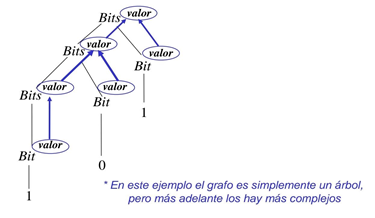 Bits valor
Bits valor
Bit valor
Bits valor
Bit valor
1
Bit valor
0
1
* En este ejemplo el grafo es simplemente un árbol,
pero más adelante los hay más complejos